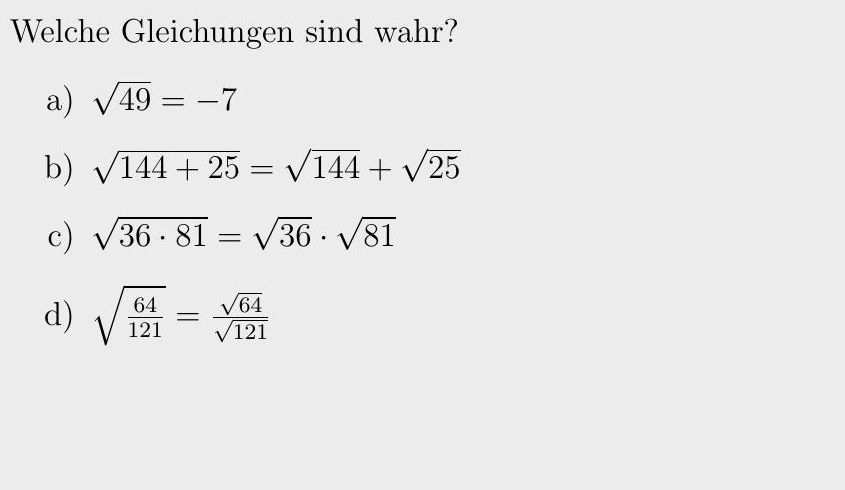 Welche Gleichungen sind wahr?
a) √49 = −7
b) √(144 + 25) = √144 + √25
c) √(36 · 81) = √36 · √81
d) √(64/121) = √64/√121